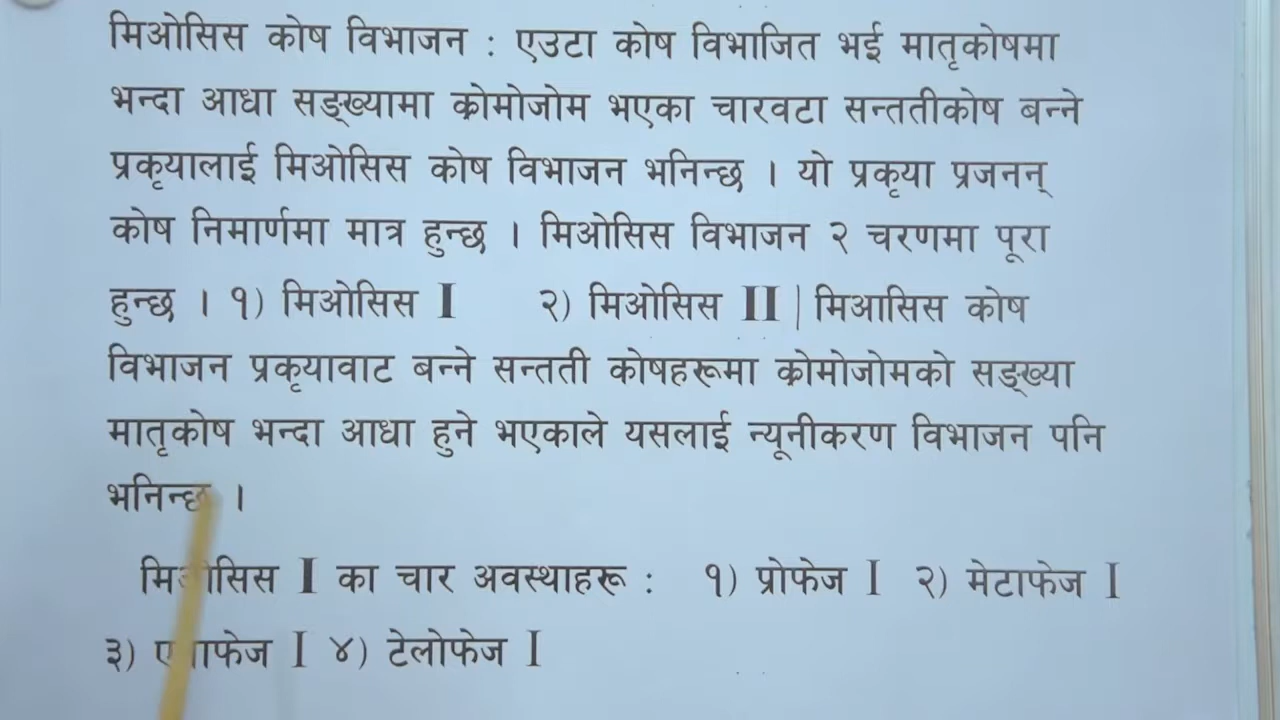 मिओसिस कोष विभाजन : एउटा कोष विभाजित भई मातृकोषमा
भन्दा आधा सङ्ख्यामा क्रोमोजोम भएका चारवटा सन्ततीकोष बन्ने
प्रकृयालाई मिओसिस कोष विभाजन भनिन्छ । यो प्रकृया प्रजनन्
कोष निमार्णमा मात्र हुन्छ । मिओसिस विभाजन २ चरणमा पूरा
हुन्छ । १) मिओसिस I २) मिओसिस II | मिआसिस कोष
विभाजन प्रकृयावाट बन्ने सन्तती कोषहरूमा क्रोमोजोमको सङ्ख्या
मातृकोष भन्दा आधा हुने भएकाले यसलाई न्यूनीकरण विभाजन पनि
भनिन्छ ।
मिओसिस I का चार अवस्थाहरू : १) प्रोफेज I २) मेटाफेज I
३) एनाफेज I ४) टेलोफेज I